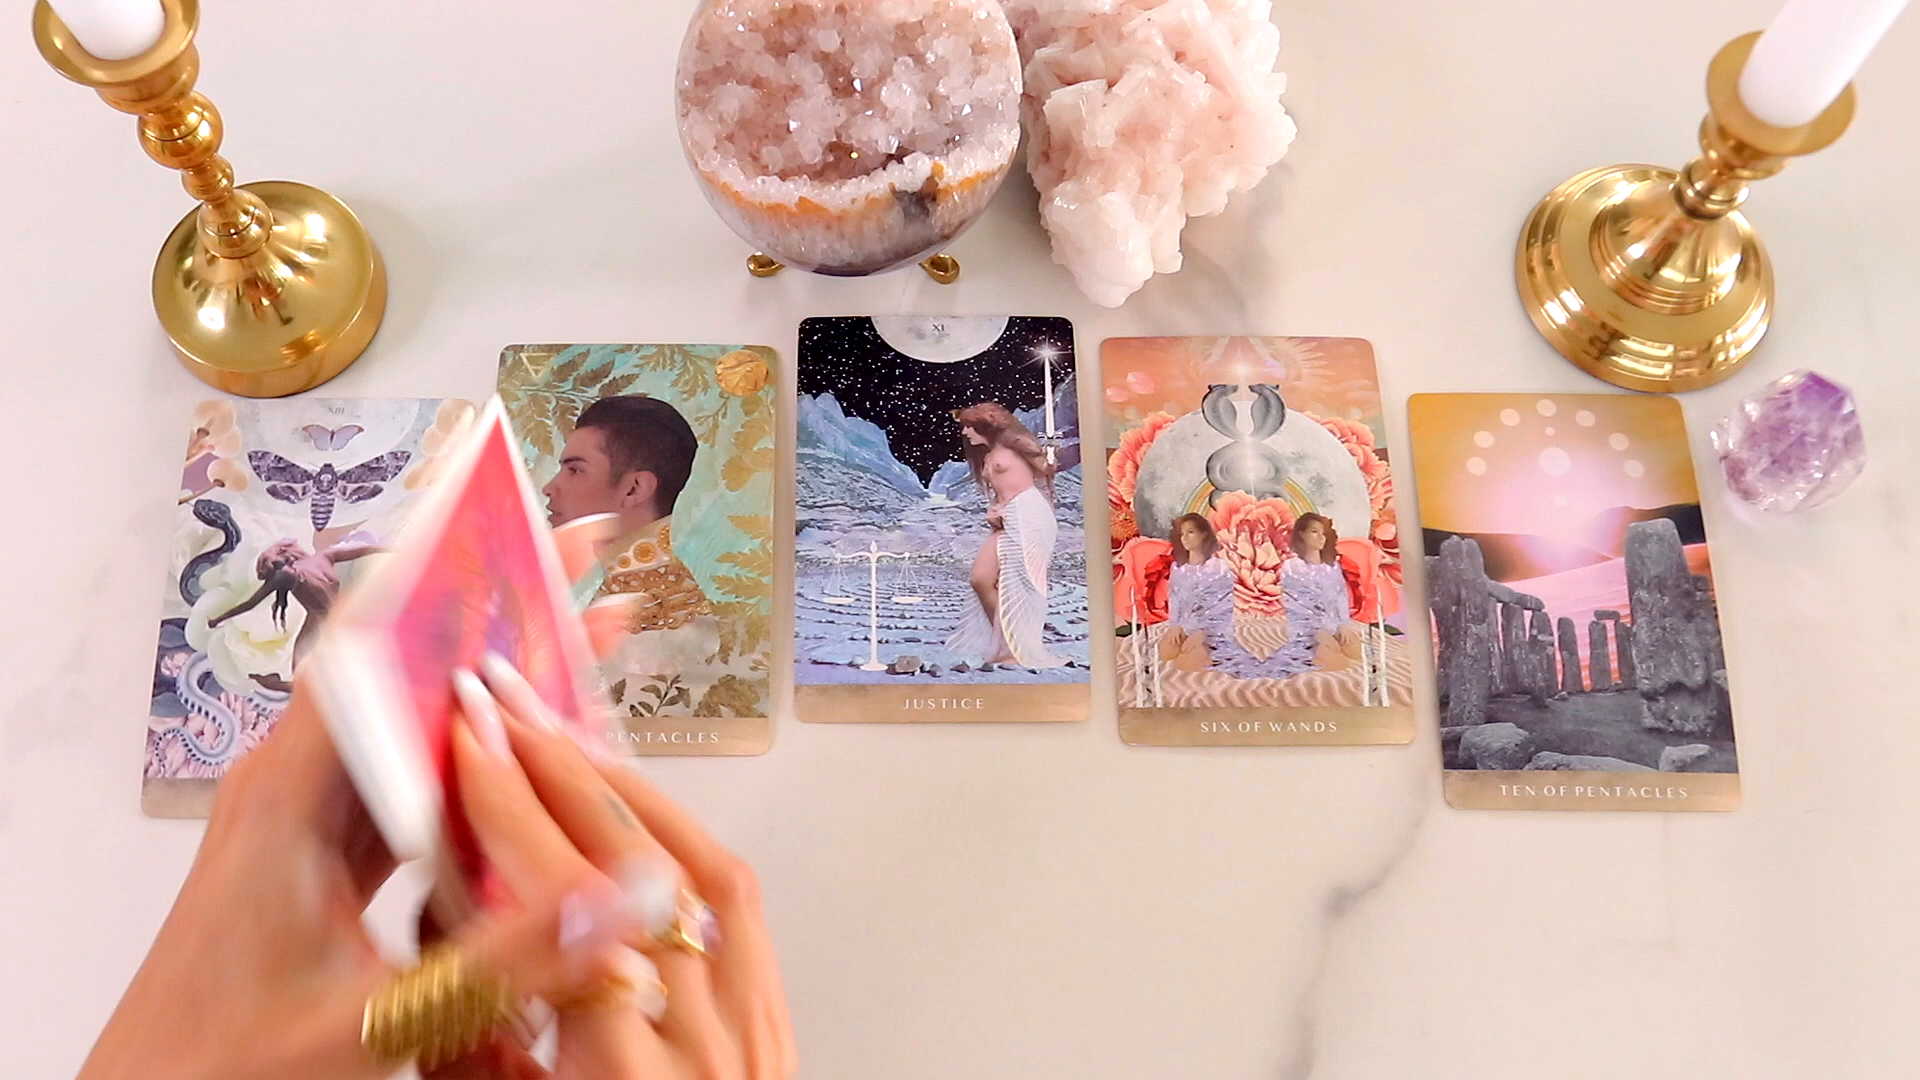 XIII
XI
PENTACLES
JUSTICE
SIX OF WANDS
TEN OF PENTACLES